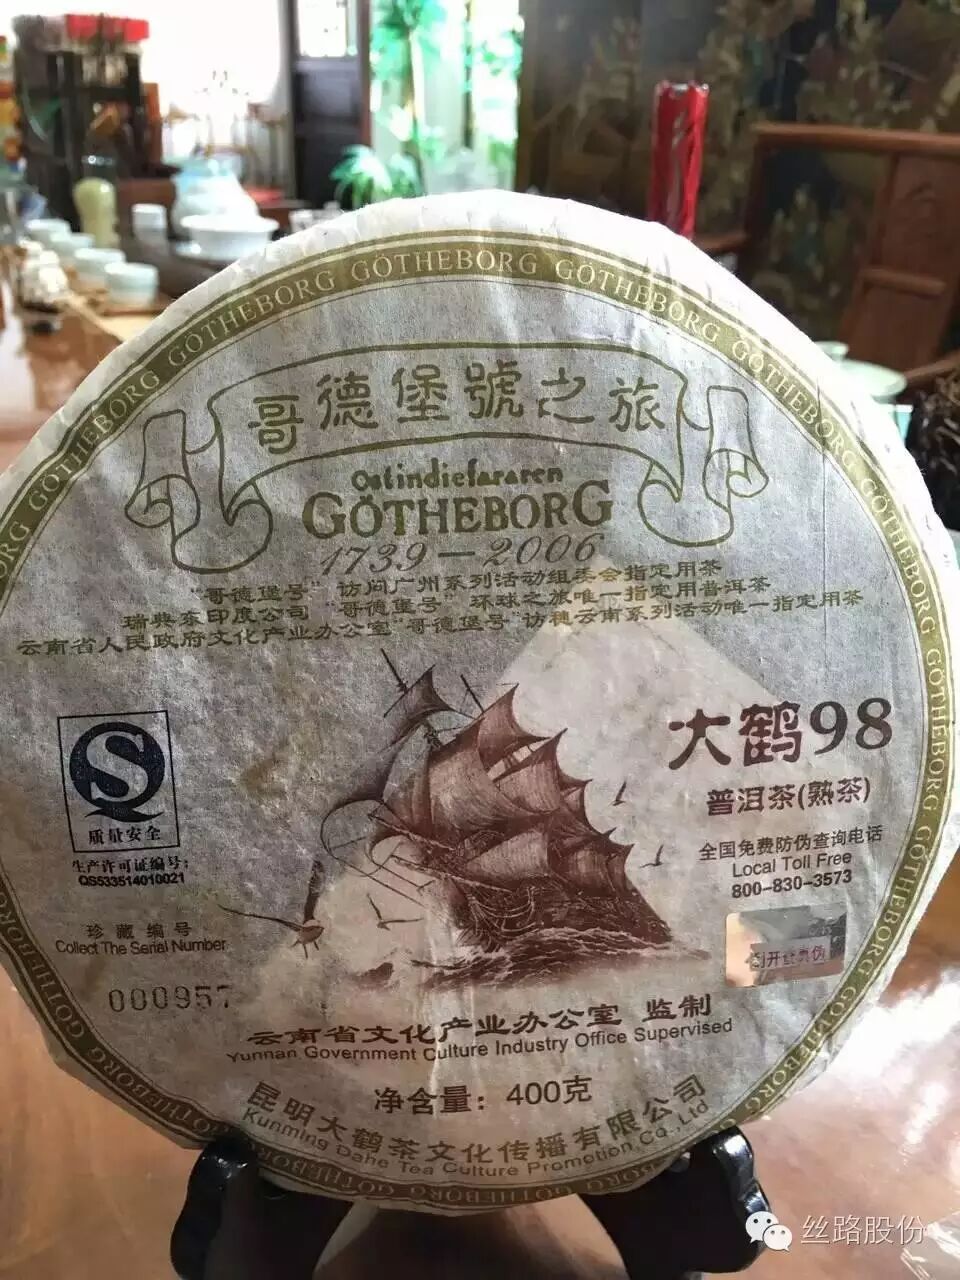 GÖTHEBORG GÖTHEBORG GÖTHEBORG GÖTHEBORG GÖTHEBORG GÖTHEBORG
哥德堡號之旅
Ostindiefararen
GÖTHEBORG
1739-2006
"哥德堡号" 访问广州系列活动组委会指定用茶
瑞典东印度公司 "哥德堡号" 环球之旅唯一指定用普洱茶
云南省人民政府文化产业办公室"哥德堡号"访穗云南系列活动唯一指定用茶
大鹤98
普洱茶(熟茶)
质量安全
生产许可证编号:
QS533514010021
全国免费防伪查询电话
Local Toll Free
800-830-3573
珍藏编号
Collect The Serial Number
000957
云南省文化产业办公室 监制
Yunnan Government Culture Industry Office Supervised
净含量：400克
昆明大鹤茶文化传播有限公司
Kunming Dahe Tea Culture Promotion Co.,Ltd
丝路股份